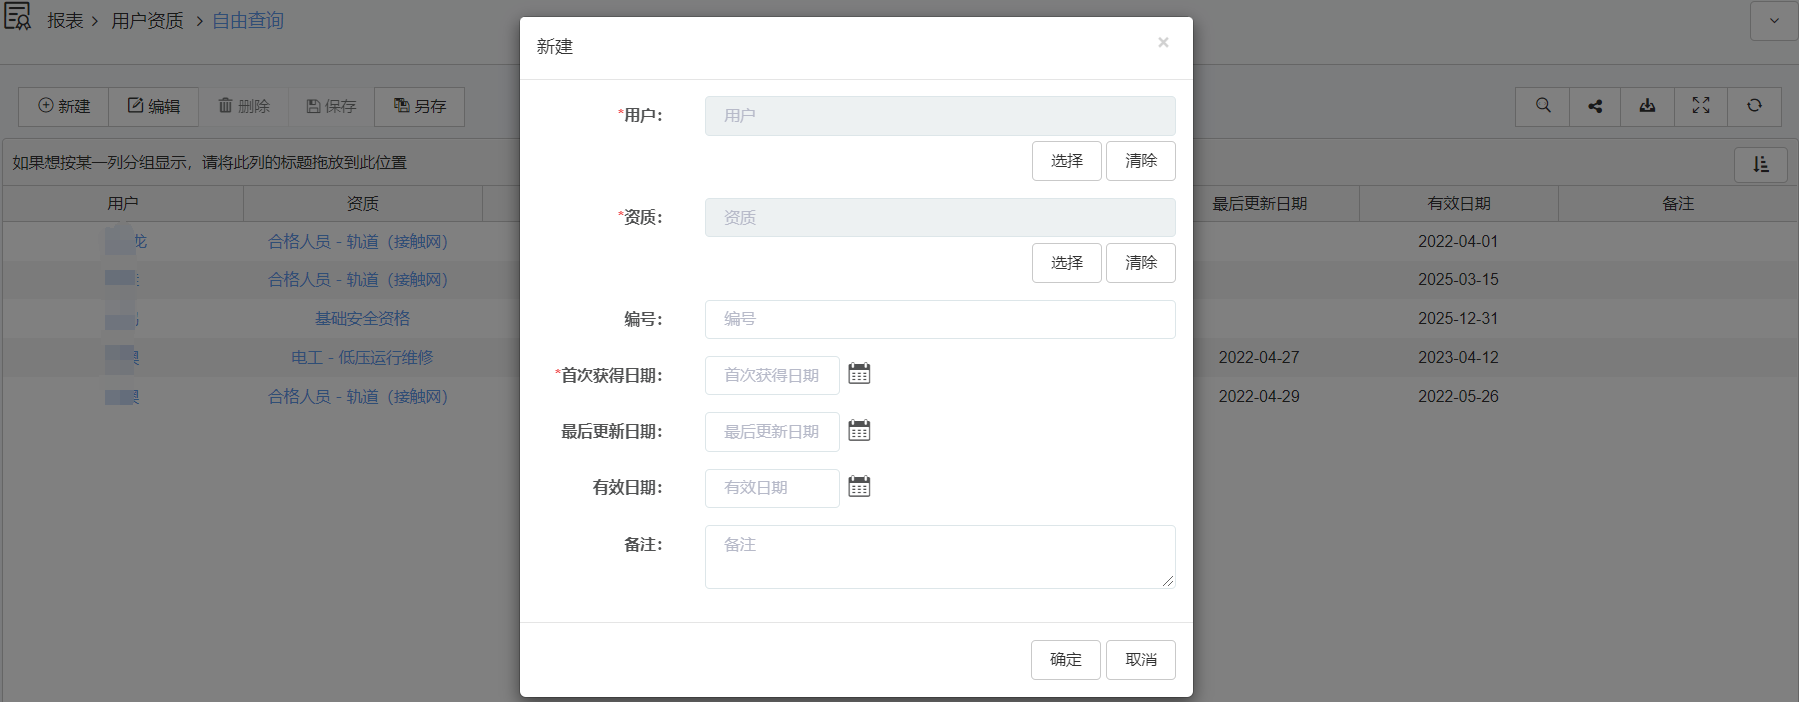 报表 > 用户资质 > 自由查询
新建 编辑 删除 保存 另存
如果想按某一列分组显示，请将此列的标题拖放到此位置
用户 资质 最后更新日期 有效日期 备注
龙 合格人员 - 轨道（接触网） 2022-04-01
合格人员 - 轨道（接触网） 2025-03-15
基础安全资格 2025-12-31
电工 - 低压运行维修 2022-04-27 2023-04-12
合格人员 - 轨道（接触网） 2022-04-29 2022-05-26
新建 ×
*用户： 用户
选择 清除
*资质： 资质
选择 清除
编号： 编号
*首次获得日期： 首次获得日期
最后更新日期： 最后更新日期
有效日期： 有效日期
备注： 备注
确定 取消